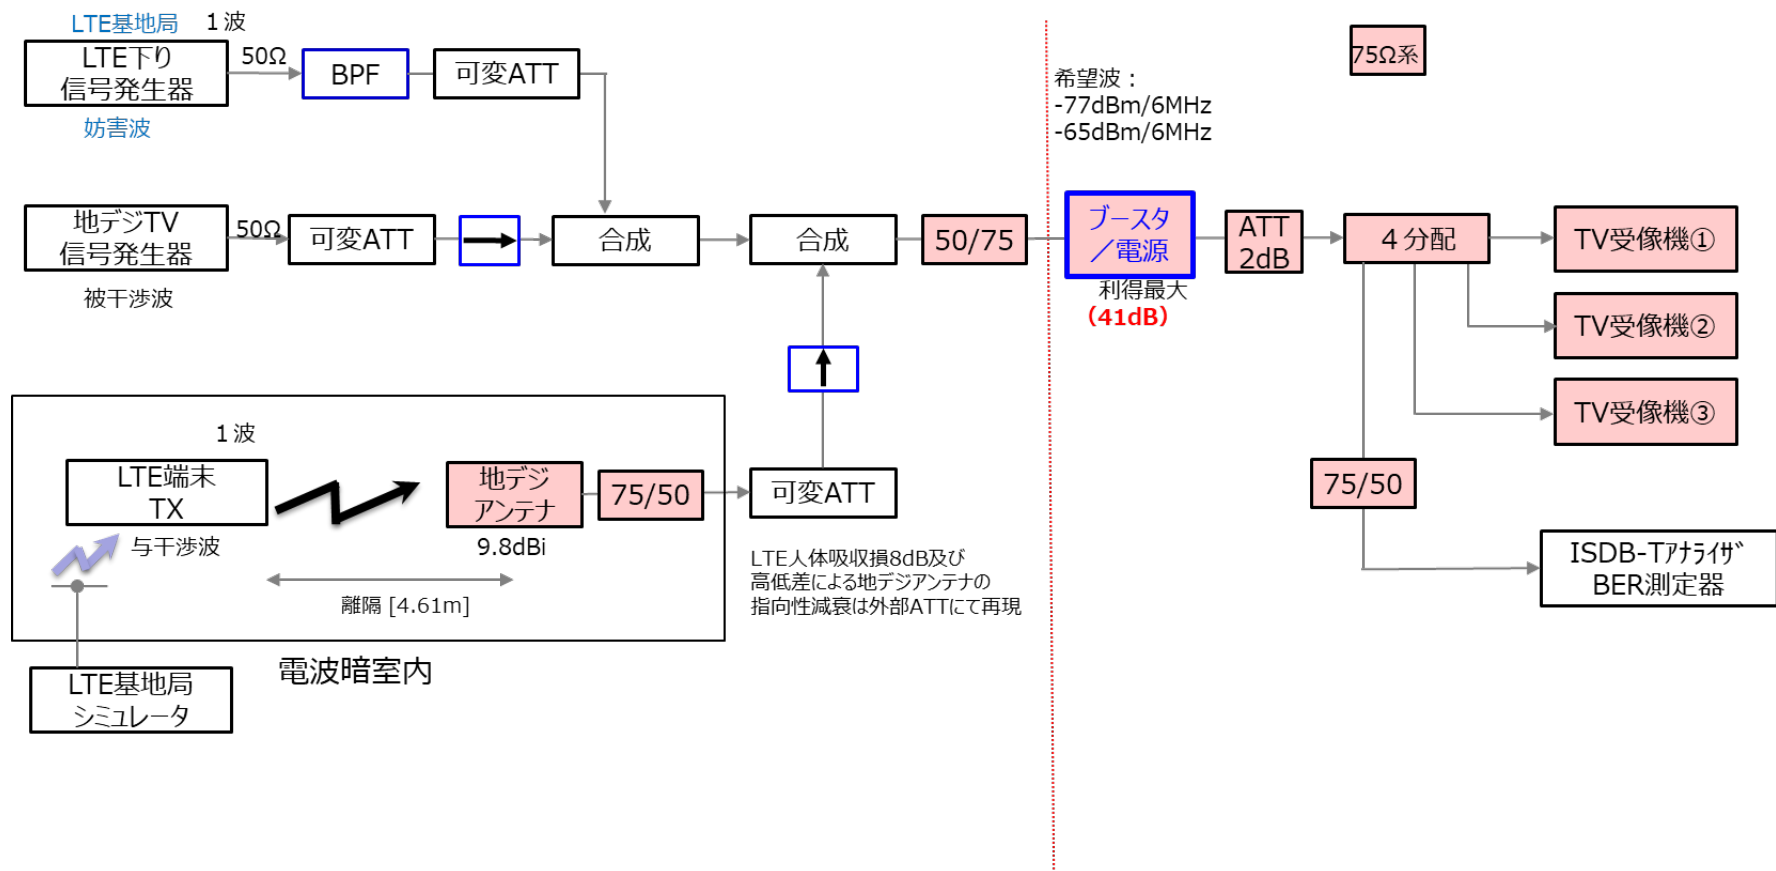 LTE基地局
１波
LTE下り
信号発生器
50Ω
BPF
可変ATT
妨害波
75Ω系
希望波：
-77dBm/6MHz
-65dBm/6MHz
地デジTV
信号発生器
50Ω
可変ATT
合成
合成
50/75
ブースタ
／電源
ATT
2dB
４分配
TV受像機①
被干渉波
利得最大
（41dB）
TV受像機②
TV受像機③
１波
LTE端末
TX
地デジ
アンテナ
75/50
可変ATT
75/50
与干渉波
9.8dBi
離隔 [4.61m]
LTE人体吸収損8dB及び
高低差による地デジアンテナの
指向性減衰は外部ATTにて再現
ISDB-Tｱﾅﾗｲｻﾞ
BER測定器
電波暗室内
LTE基地局
シミュレータ